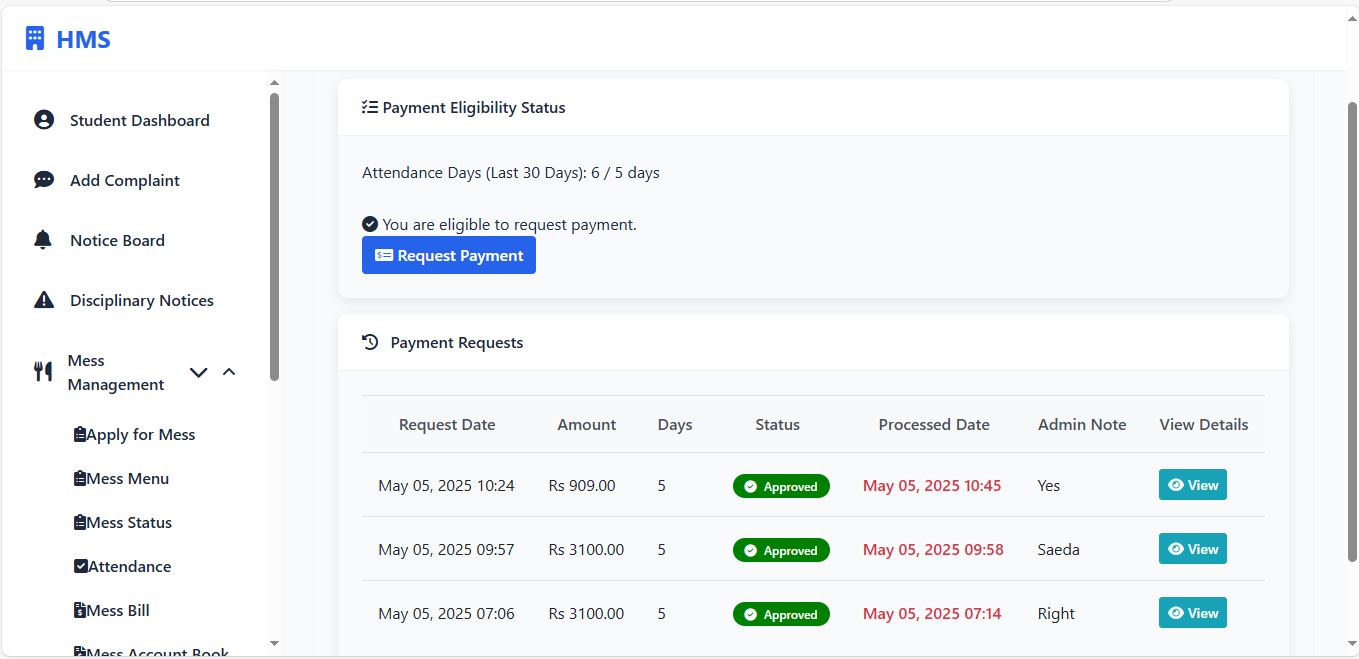 HMS
Student Dashboard
Add Complaint
Notice Board
Disciplinary Notices
Mess
Management
Apply for Mess
Mess Menu
Mess Status
Attendance
Mess Bill
Mess Account Book
Payment Eligibility Status
Attendance Days (Last 30 Days): 6 / 5 days
You are eligible to request payment.
Request Payment
Payment Requests
Request Date Amount Days Status Processed Date Admin Note View Details
May 05, 2025 10:24 Rs 909.00 5 Approved May 05, 2025 10:45 Yes View
May 05, 2025 09:57 Rs 3100.00 5 Approved May 05, 2025 09:58 Saeda View
May 05, 2025 07:06 Rs 3100.00 5 Approved May 05, 2025 07:14 Right View